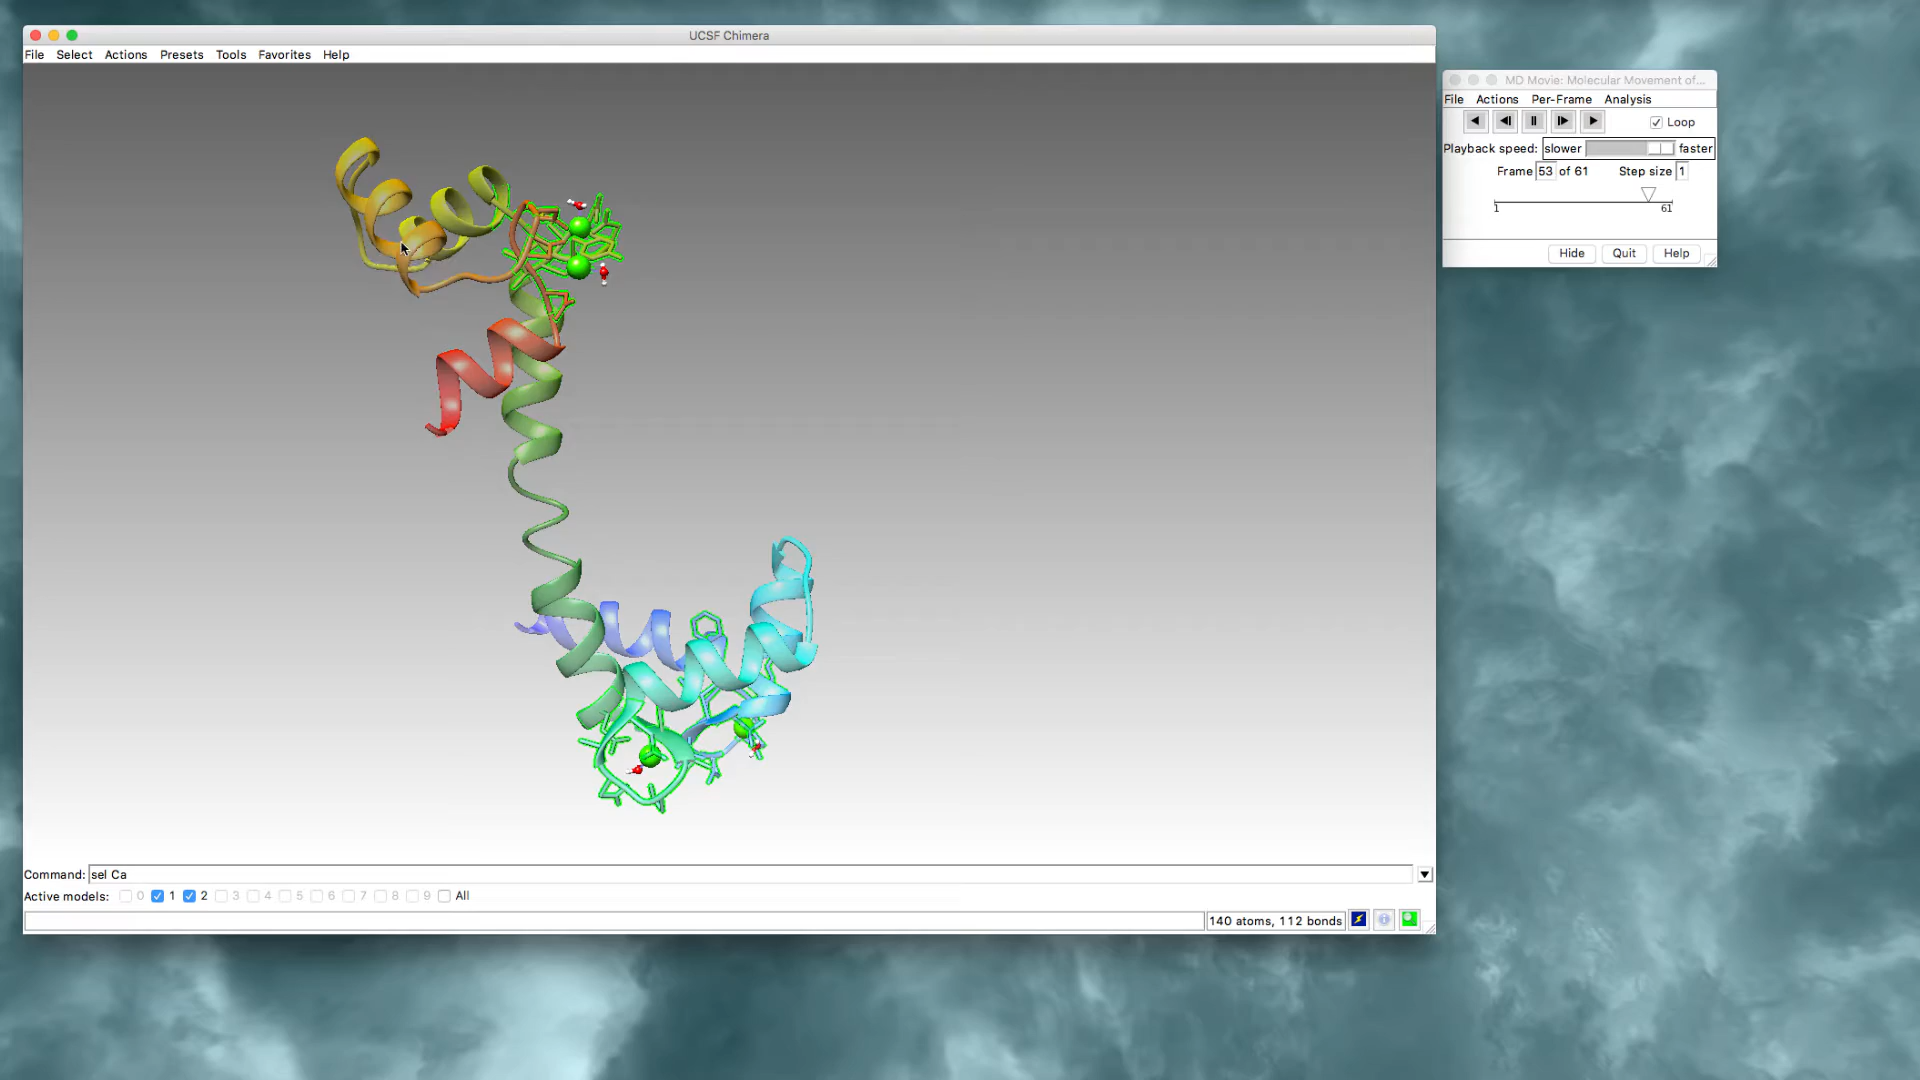 UCSF Chimera
File Select Actions Presets Tools Favorites Help
MD Movie: Molecular Movement of...
File Actions Per-Frame Analysis
Loop
Playback speed: slower faster
Frame 53 of 61 Step size 1
1 61
Hide Quit Help
Command: sel Ca
Active models: 0 1 2 3 4 5 6 7 8 9 All
140 atoms, 112 bonds